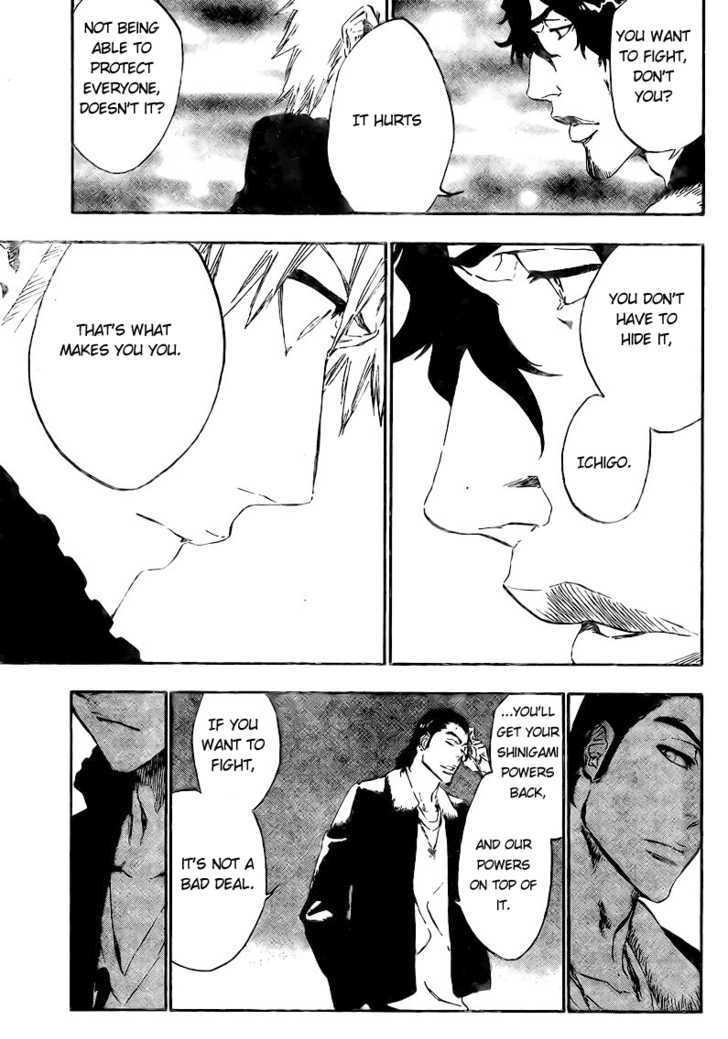 YOU WANT
TO FIGHT,
DON'T
YOU?
IT HURTS
NOT BEING
ABLE TO
PROTECT
EVERYONE,
DOESN'T IT?
YOU DON'T
HAVE TO
HIDE IT,
ICHIGO.
THAT'S WHAT
MAKES YOU YOU.
...YOU'LL
GET YOUR
SHINIGAMI
POWERS
BACK,
AND OUR
POWERS
ON TOP OF
IT.
IF YOU
WANT TO
FIGHT,
IT'S NOT A
BAD DEAL.